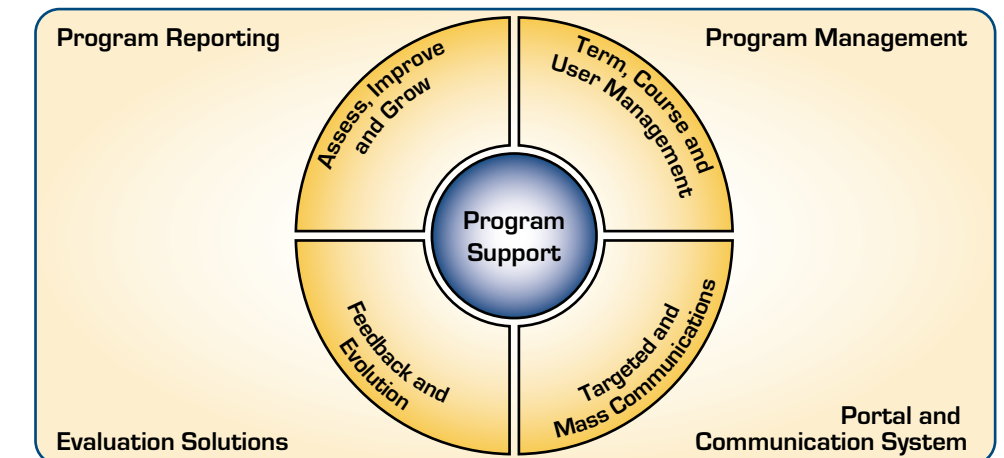 Program Reporting
Program Management
Assess, Improve
and Grow
Term, Course and
User Management
Program
Support
Feedback and
Evolution
Targeted and
Mass Communications
Evaluation Solutions
Portal and
Communication System